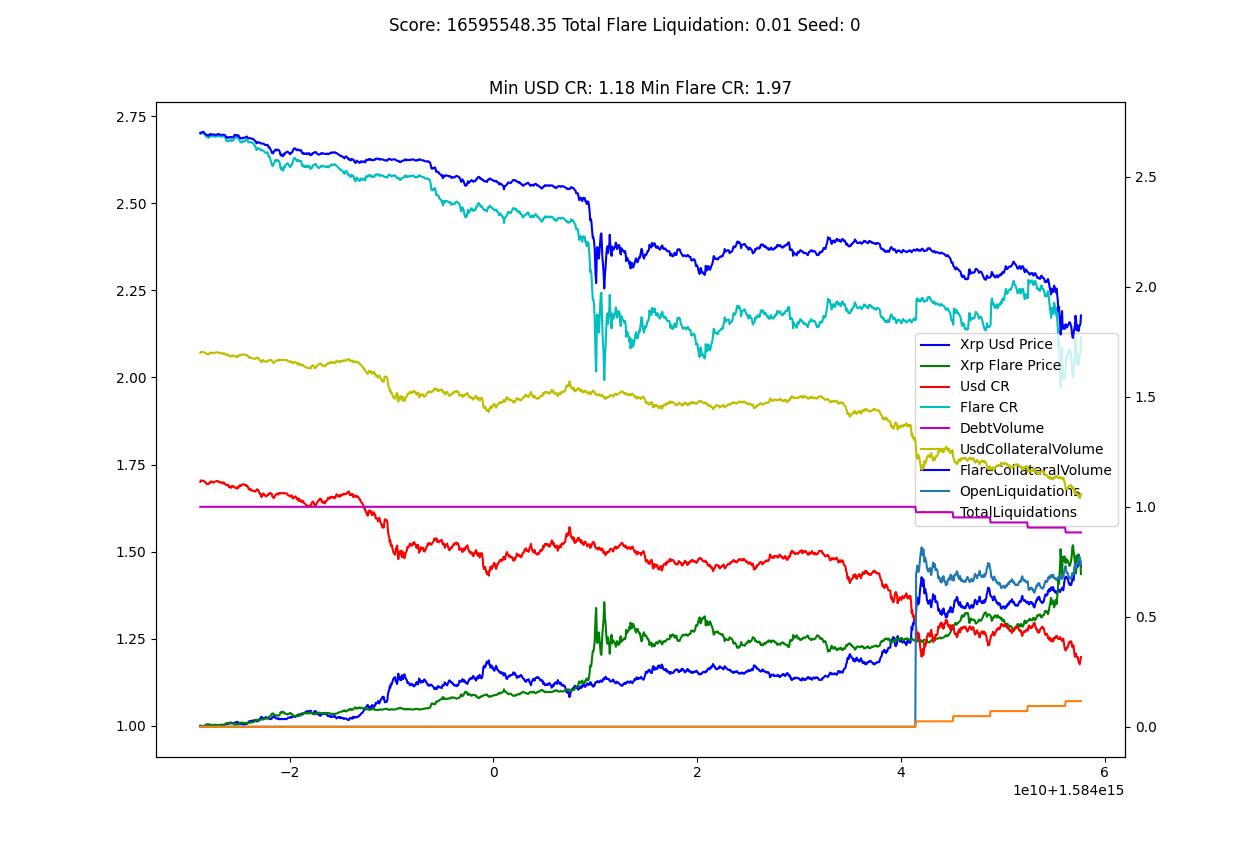 Score: 16595548.35 Total Flare Liquidation: 0.01 Seed: 0
Min USD CR: 1.18 Min Flare CR: 1.97
2.75
2.50
2.25
2.00
1.75
1.50
1.25
1.00
2.5
2.0
1.5
1.0
0.5
0.0
Xrp Usd Price
Xrp Flare Price
Usd CR
Flare CR
DebtVolume
UsdCollateralVolume
FlareCollateralVolume
OpenLiquidations
TotalLiquidations
−2
0
2
4
6
1e10+1.584e15